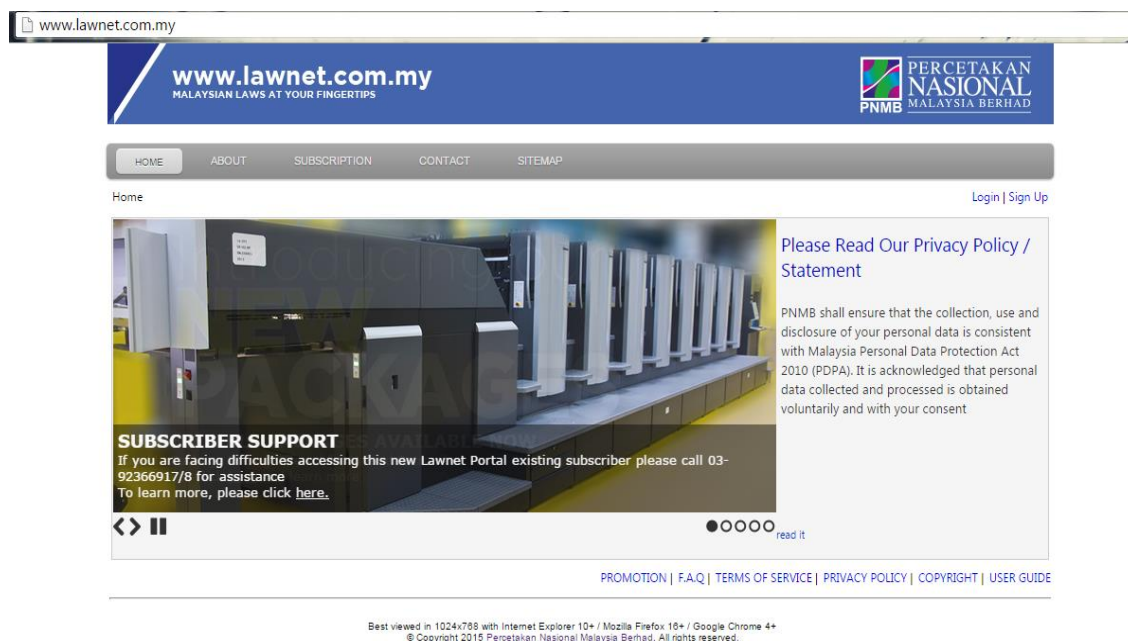 www.lawnet.com.my
www.lawnet.com.my
MALAYSIAN LAWS AT YOUR FINGERTIPS
PERCETAKAN
NASIONAL
MALAYSIA BERHAD
PNMB
HOME ABOUT SUBSCRIPTION CONTACT SITEMAP
Home
Login | Sign Up
Introducing our
NEW
PACKAGES
AVAILABLE NOW
SUBSCRIBER SUPPORT
If you are facing difficulties accessing this new Lawnet Portal existing subscriber please call 03-
92366917/8 for assistance
To learn more, please click here.
Please Read Our Privacy Policy /
Statement
PNMB shall ensure that the collection, use and
disclosure of your personal data is consistent
with Malaysia Personal Data Protection Act
2010 (PDPA). It is acknowledged that personal
data collected and processed is obtained
voluntarily and with your consent
read it
PROMOTION | F.A.Q | TERMS OF SERVICE | PRIVACY POLICY | COPYRIGHT | USER GUIDE
Best viewed in 1024x768 with Internet Explorer 10+ / Mozilla Firefox 16+ / Google Chrome 4+
© Copyright 2015 Percetakan Nasional Malaysia Berhad. All rights reserved.